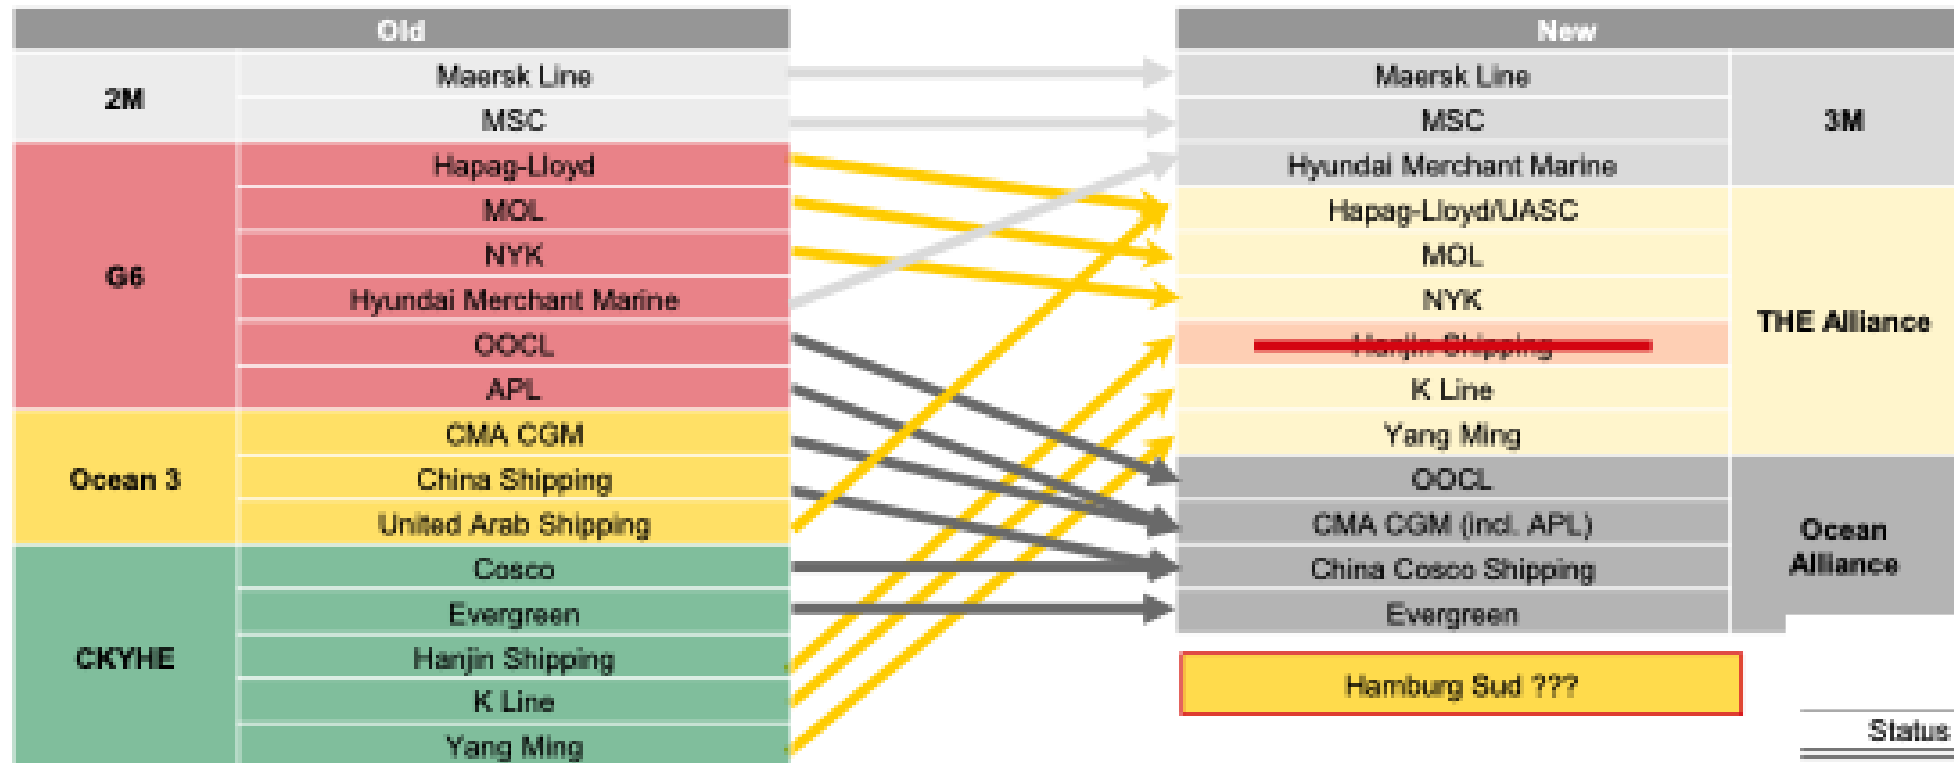 Old
2M
Maersk Line
MSC
G6
Hapag-Lloyd
MOL
NYK
Hyundai Merchant Marine
OOCL
APL
Ocean 3
CMA CGM
China Shipping
United Arab Shipping
CKYHE
Cosco
Evergreen
Hanjin Shipping
K Line
Yang Ming
New
Maersk Line
MSC
Hyundai Merchant Marine
3M
Hapag-Lloyd/UASC
MOL
NYK
Hanjin Shipping
K Line
Yang Ming
THE Alliance
OOCL
CMA CGM (incl. APL)
China Cosco Shipping
Evergreen
Ocean
Alliance
Hamburg Sud ???
Status